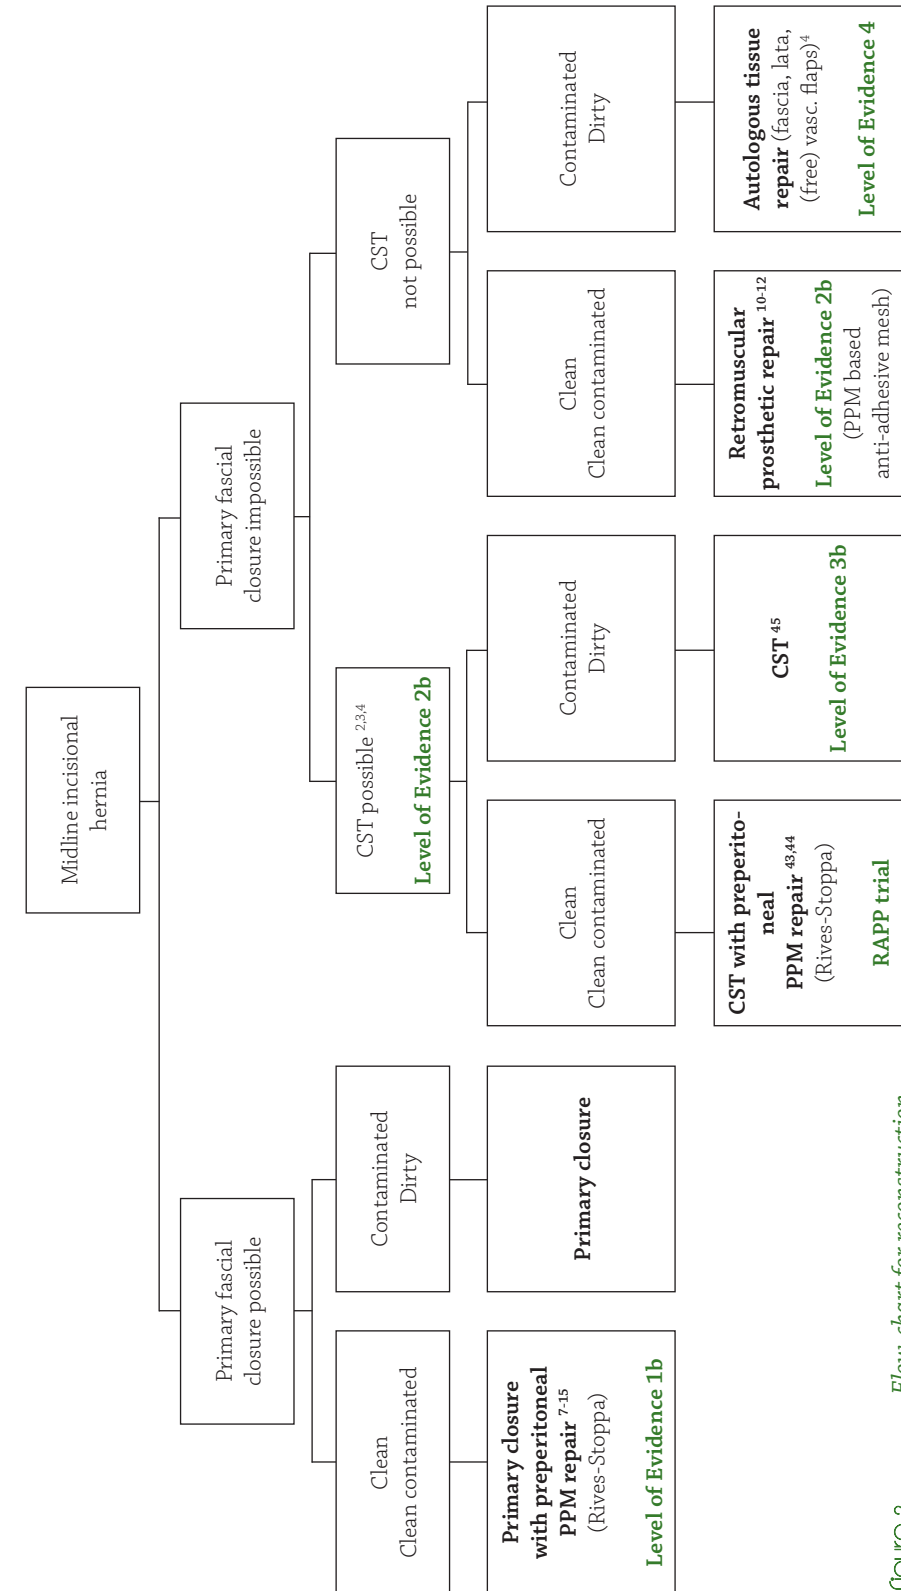 Midline incisional
hernia
Primary fascial
closure possible
Primary fascial
closure impossible
Clean
Clean contaminated
Contaminated
Dirty
CST possible 2,3,4
Level of Evidence 2b
CST
not possible
Primary closure
with preperitoneal
PPM repair 7-15
(Rives-Stoppa)
Level of Evidence 1b
Primary closure
Clean
Clean contaminated
Contaminated
Dirty
Clean
Clean contaminated
Contaminated
Dirty
CST with preperito-
neal
PPM repair 43,44
(Rives-Stoppa)
RAPP trial
CST 45
Level of Evidence 3b
Retromuscular
prosthetic repair 10-12
Level of Evidence 2b
(PPM based
anti-adhesive mesh)
Autologous tissue
repair (fascia, lata,
(free) vasc. flaps)4
Level of Evidence 4
Flow-chart for reconstruction